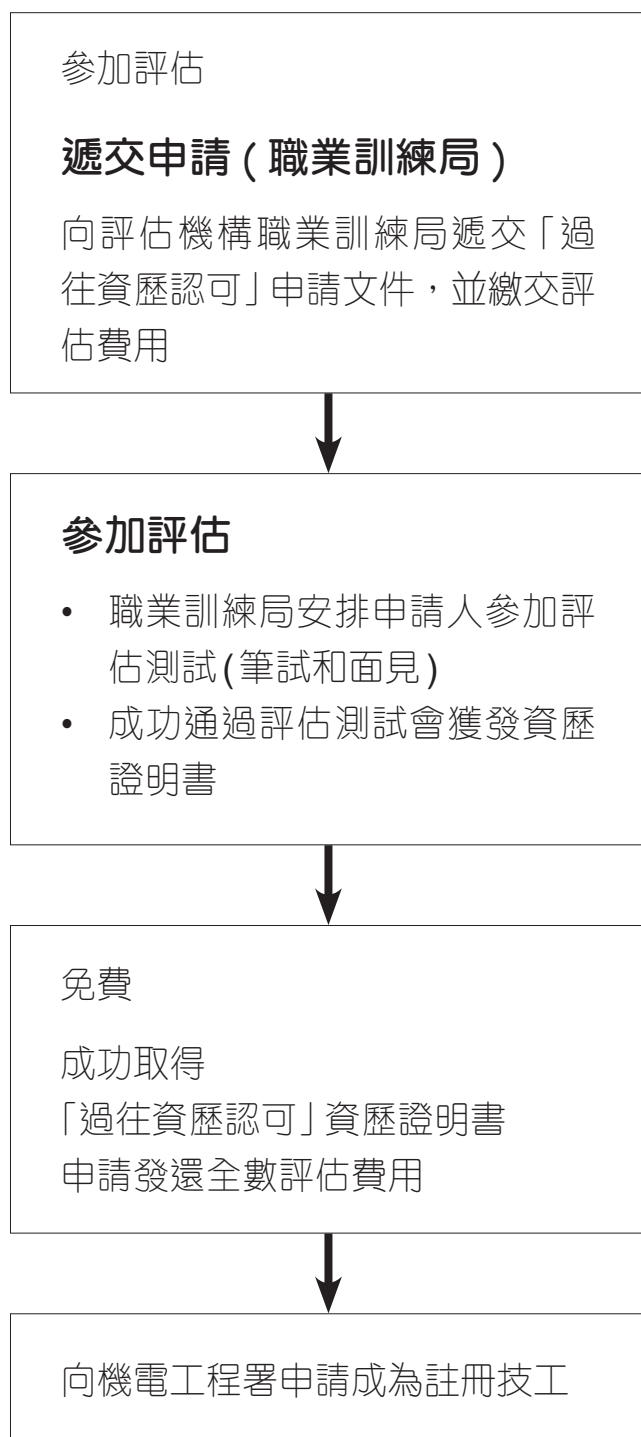 參加評估
遞交申請(職業訓練局)
向評估機構職業訓練局遞交「過
往資歷認可」申請文件，並繳交評
估費用
參加評估
• 職業訓練局安排申請人參加評
估測試(筆試和面見)
• 成功通過評估測試會獲發資歷
證明書
免費
成功取得
「過往資歷認可」資歷證明書
申請發還全數評估費用
向機電工程署申請成為註冊技工